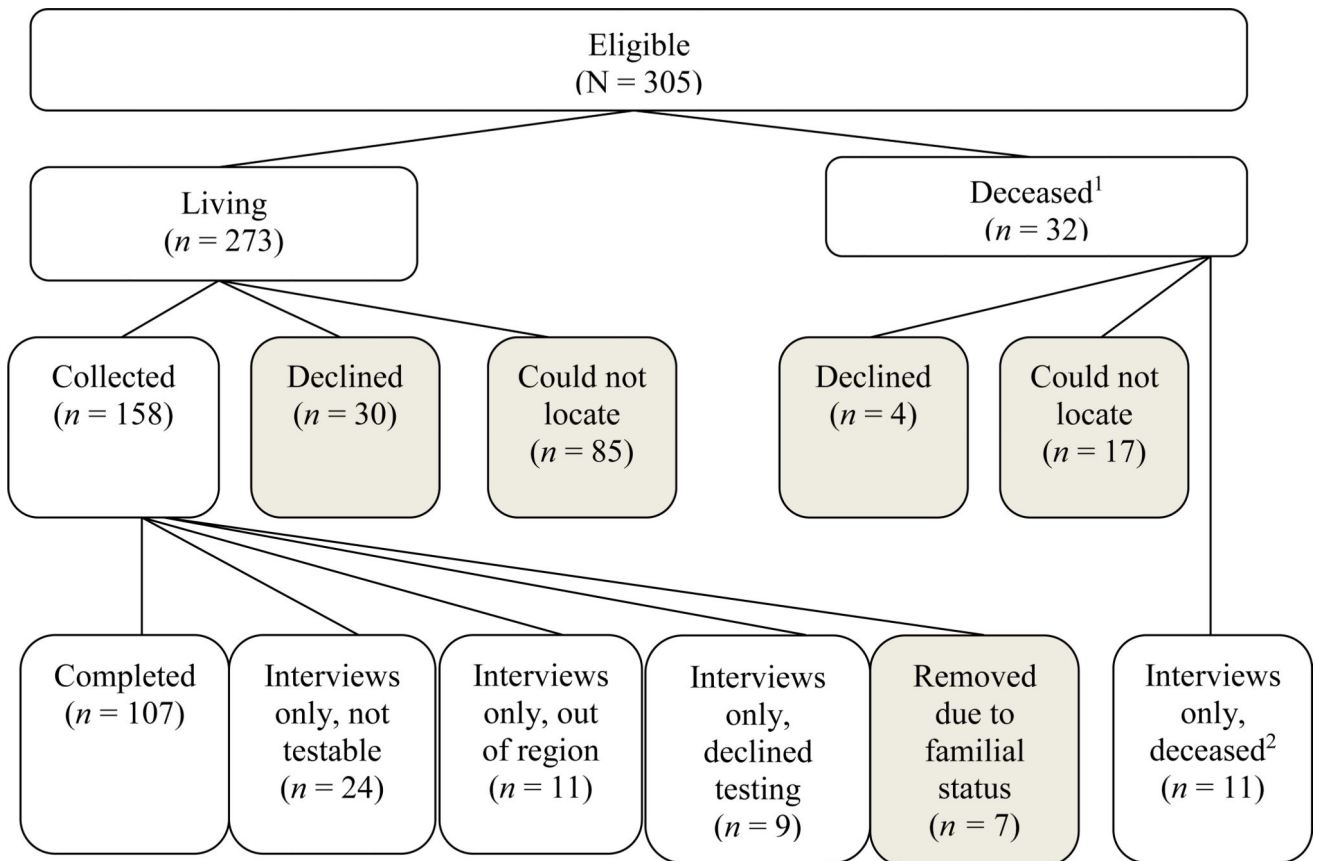 Eligible
(N = 305)
Living
(n = 273)
Deceased¹
(n = 32)
Collected
(n = 158)
Declined
(n = 30)
Could not
locate
(n = 85)
Declined
(n = 4)
Could not
locate
(n = 17)
Completed
(n = 107)
Interviews
only, not
testable
(n = 24)
Interviews
only, out
of region
(n = 11)
Interviews
only,
declined
testing
(n = 9)
Removed
due to
familial
status
(n = 7)
Interviews
only,
deceased²
(n = 11)